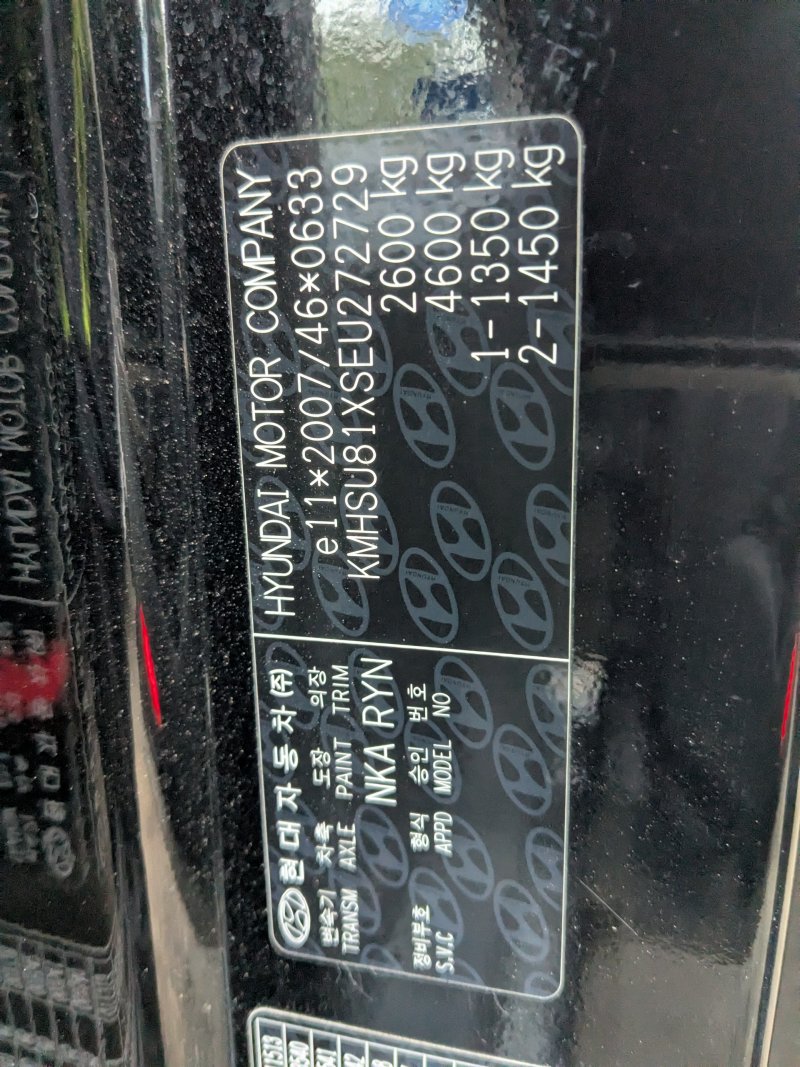 HYUNDAI MOTOR COMPANY
e11*2007/46*0633
KMHSU81XSEU272729
2600 kg
4600 kg
1-1350 kg
2-1450 kg
현대자동차㈜
변속기 차축 도장 의장
TRANSM AXLE PAINT TRIM
NKA RYN
정비부호 형식 승인 번호
S.V.C APPD MODEL NO